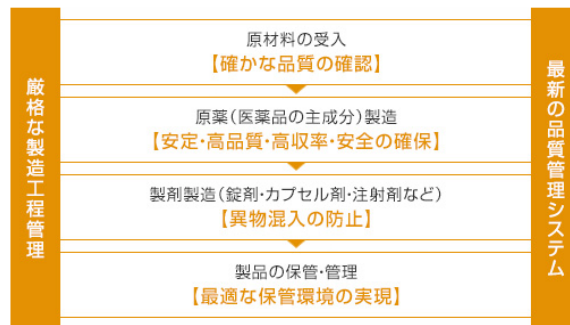 厳格な製造工程管理
原材料の受入
【確かな品質の確認】
原薬(医薬品の主成分)製造
【安定・高品質・高収率・安全の確保】
製剤製造(錠剤・カプセル剤・注射剤など)
【異物混入の防止】
製品の保管・管理
【最適な保管環境の実現】
最新の品質管理システム